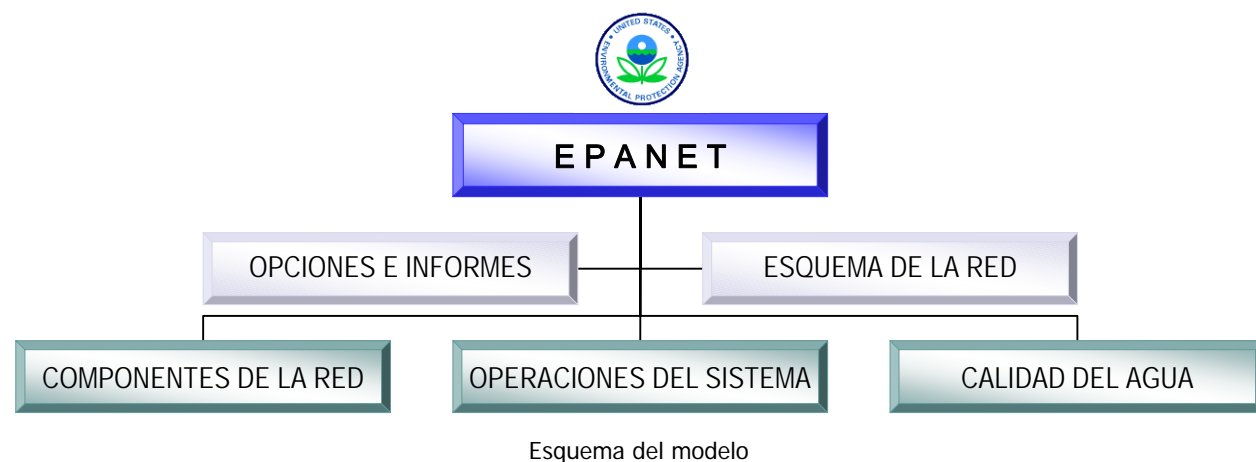 UNITED STATES
ENVIRONMENTAL PROTECTION AGENCY
EPANET
OPCIONES E INFORMES
ESQUEMA DE LA RED
COMPONENTES DE LA RED
OPERACIONES DEL SISTEMA
CALIDAD DEL AGUA
Esquema del modelo